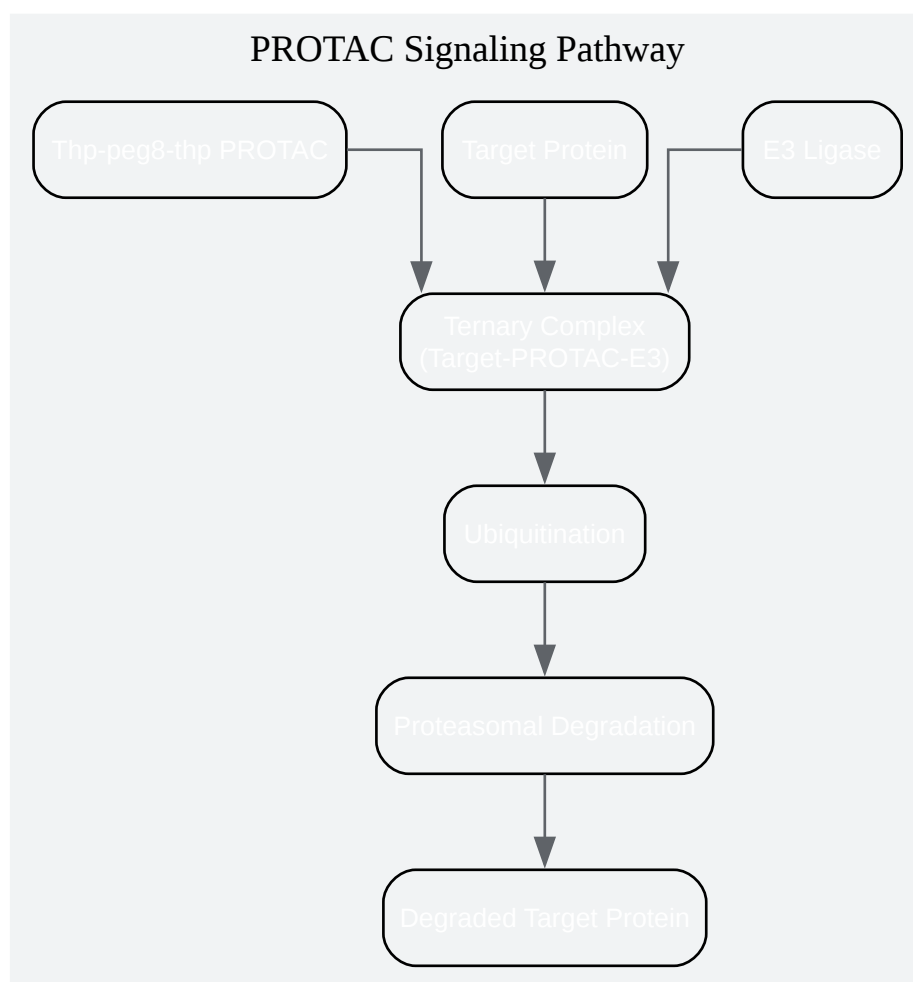 PROTAC Signaling Pathway
Thp-peg8-thp PROTAC
Target Protein
E3 Ligase
Ternary Complex
(Target-PROTAC-E3)
Ubiquitination
Proteasomal Degradation
Degraded Target Protein